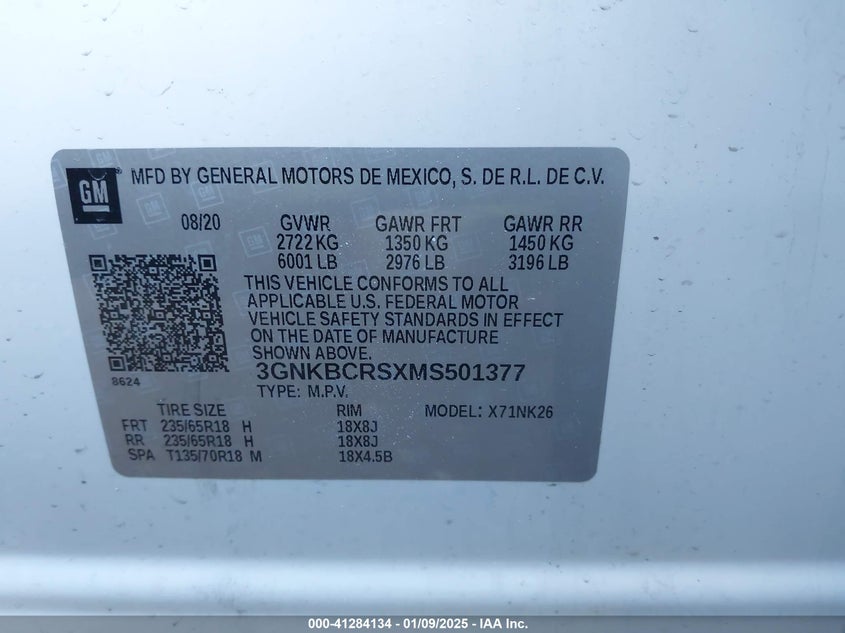 GM
MFD BY GENERAL MOTORS DE MEXICO, S. DE R.L. DE C.V.
08/20 GVWR GAWR FRT GAWR RR
2722 KG 1350 KG 1450 KG
6001 LB 2976 LB 3196 LB
THIS VEHICLE CONFORMS TO ALL
APPLICABLE U.S. FEDERAL MOTOR
VEHICLE SAFETY STANDARDS IN EFFECT
ON THE DATE OF MANUFACTURE
SHOWN ABOVE.
3GNKBCRSXMS501377
8624
TYPE: M.P.V.
TIRE SIZE RIM MODEL: X71NK26
FRT 235/65R18 H 18X8J
RR 235/65R18 H 18X8J
SPA T135/70R18 M 18X4.5B
000-41284134 - 01/09/2025 - IAA Inc.